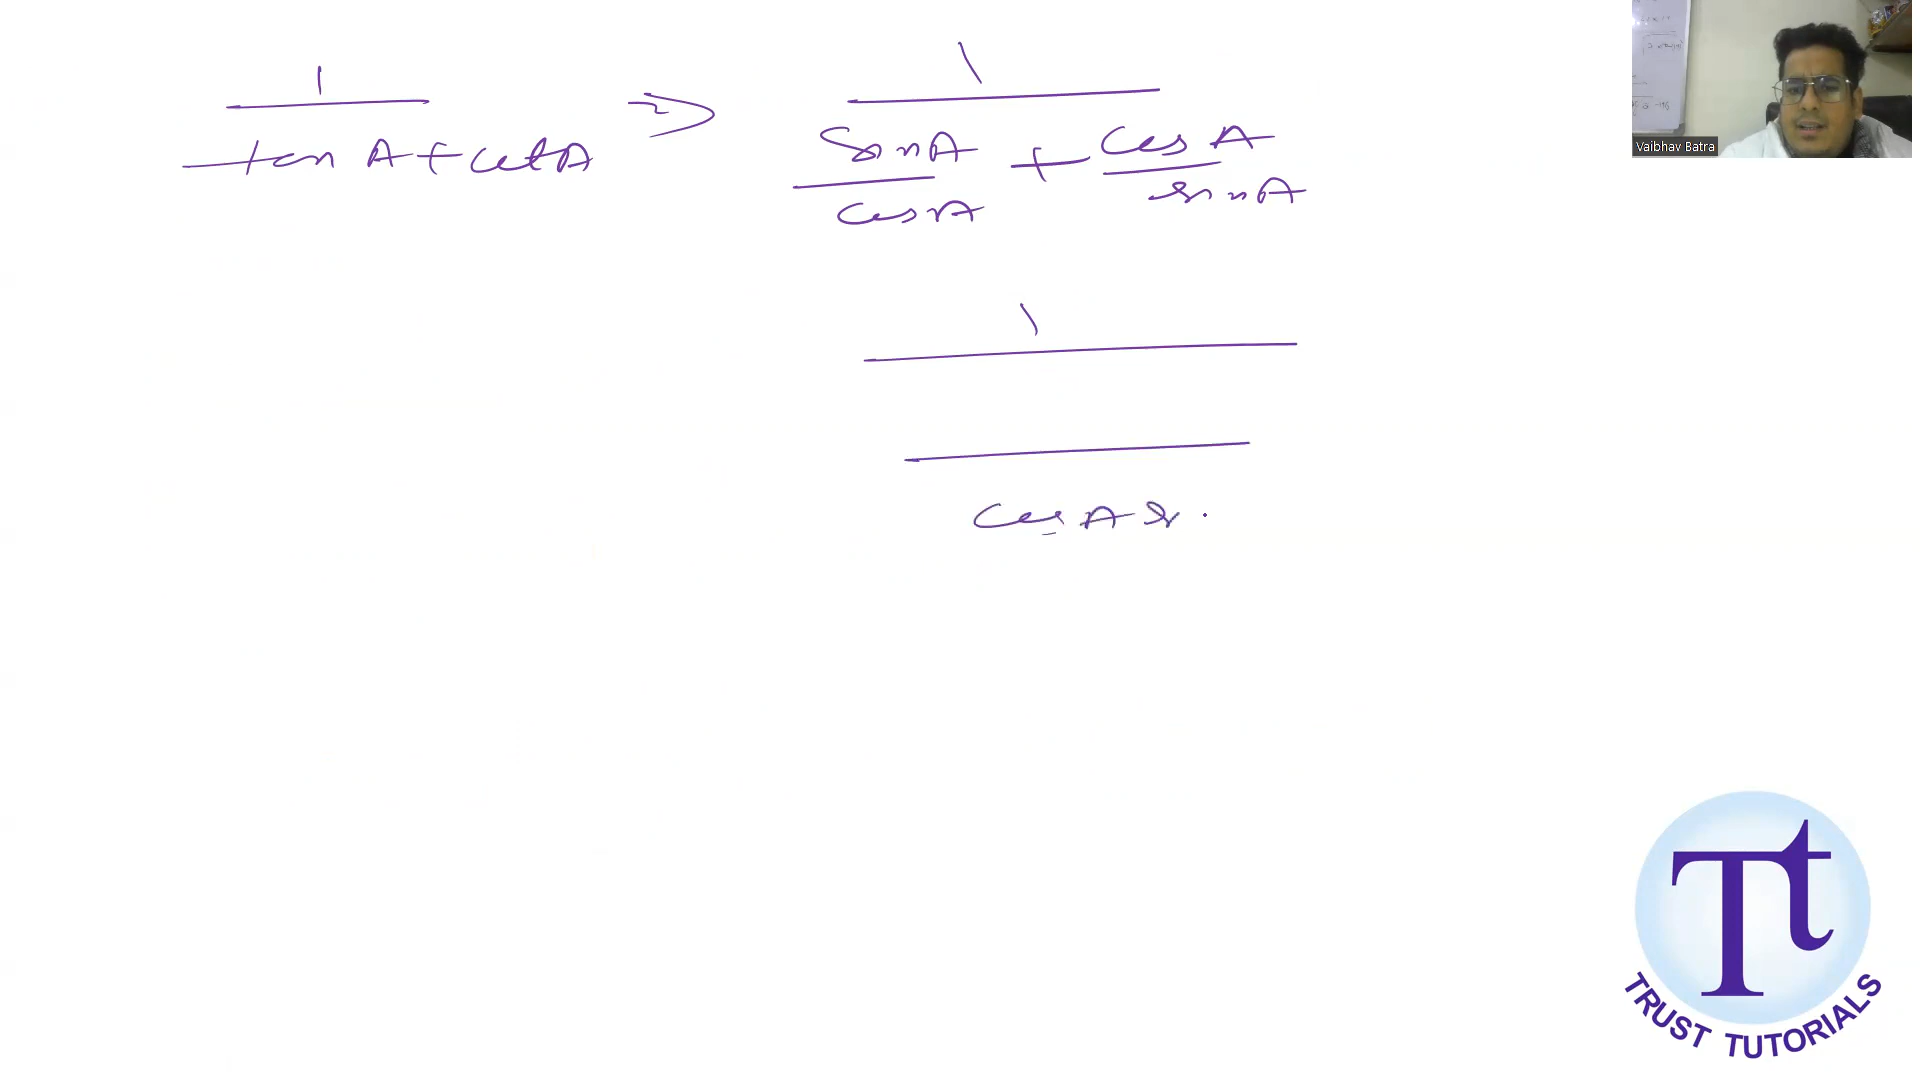 1 / (tan A + cot A) ⇒ 1 / (sin A / cos A + cos A / sin A)
1
cos A s
Vaibhav Batra
Tt
TRUST TUTORIALS